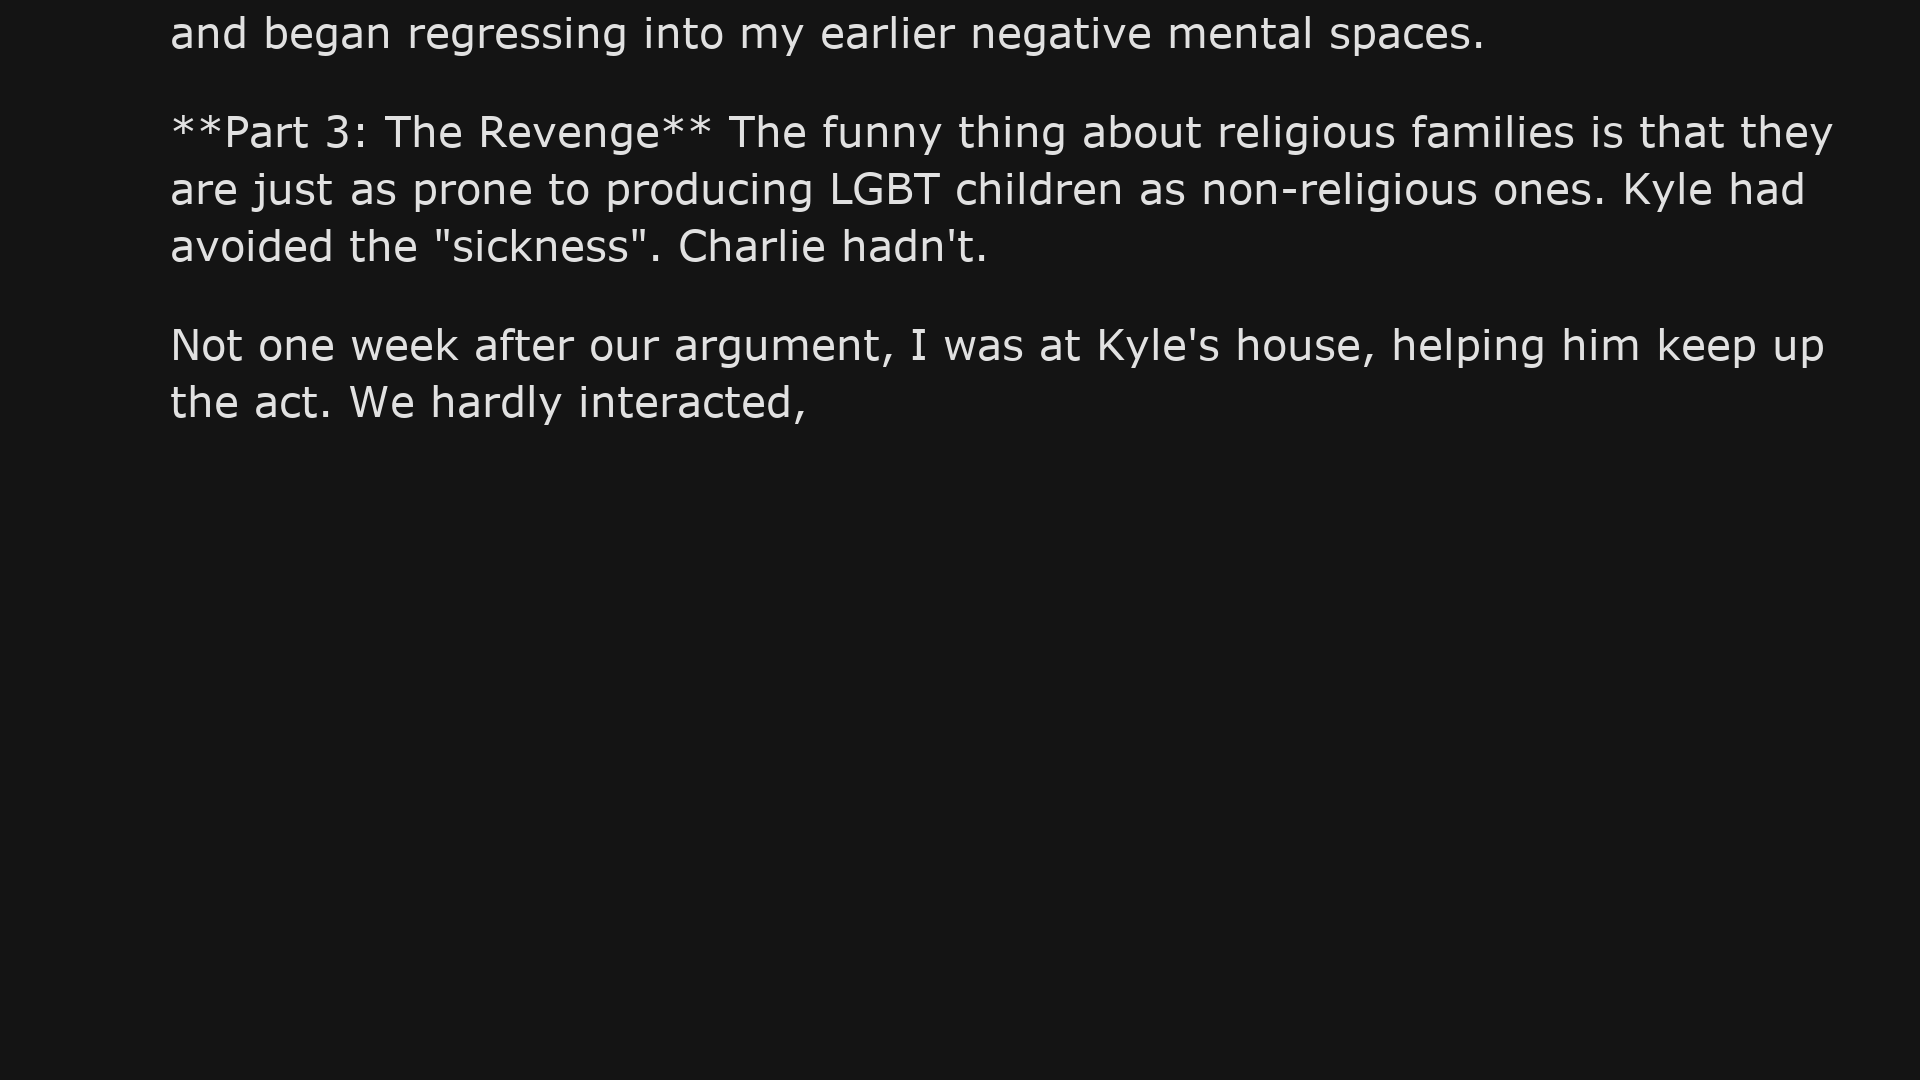 and began regressing into my earlier negative mental spaces.
**Part 3: The Revenge** The funny thing about religious families is that they
are just as prone to producing LGBT children as non-religious ones. Kyle had
avoided the "sickness". Charlie hadn't.
Not one week after our argument, I was at Kyle's house, helping him keep up
the act. We hardly interacted,